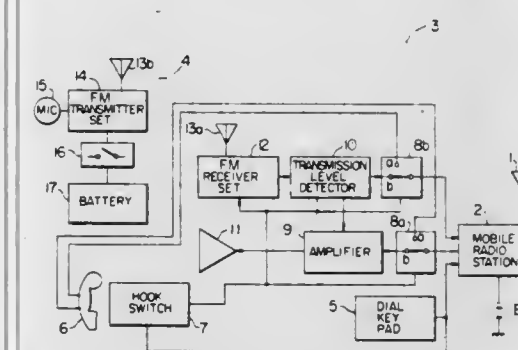 3
13b
4
14
15
FM
TRANSMITTER
SET
MIC
16
17
BATTERY
13a
12
FM
RECEIVER
SET
10
TRANSMISSION
LEVEL
DETECTOR
8b
a
b
8a
a
b
11
9
AMPLIFIER
1
2
MOBILE
RADIO
STATION
6
HOOK
SWITCH
7
5
DIAL
KEY
PAD